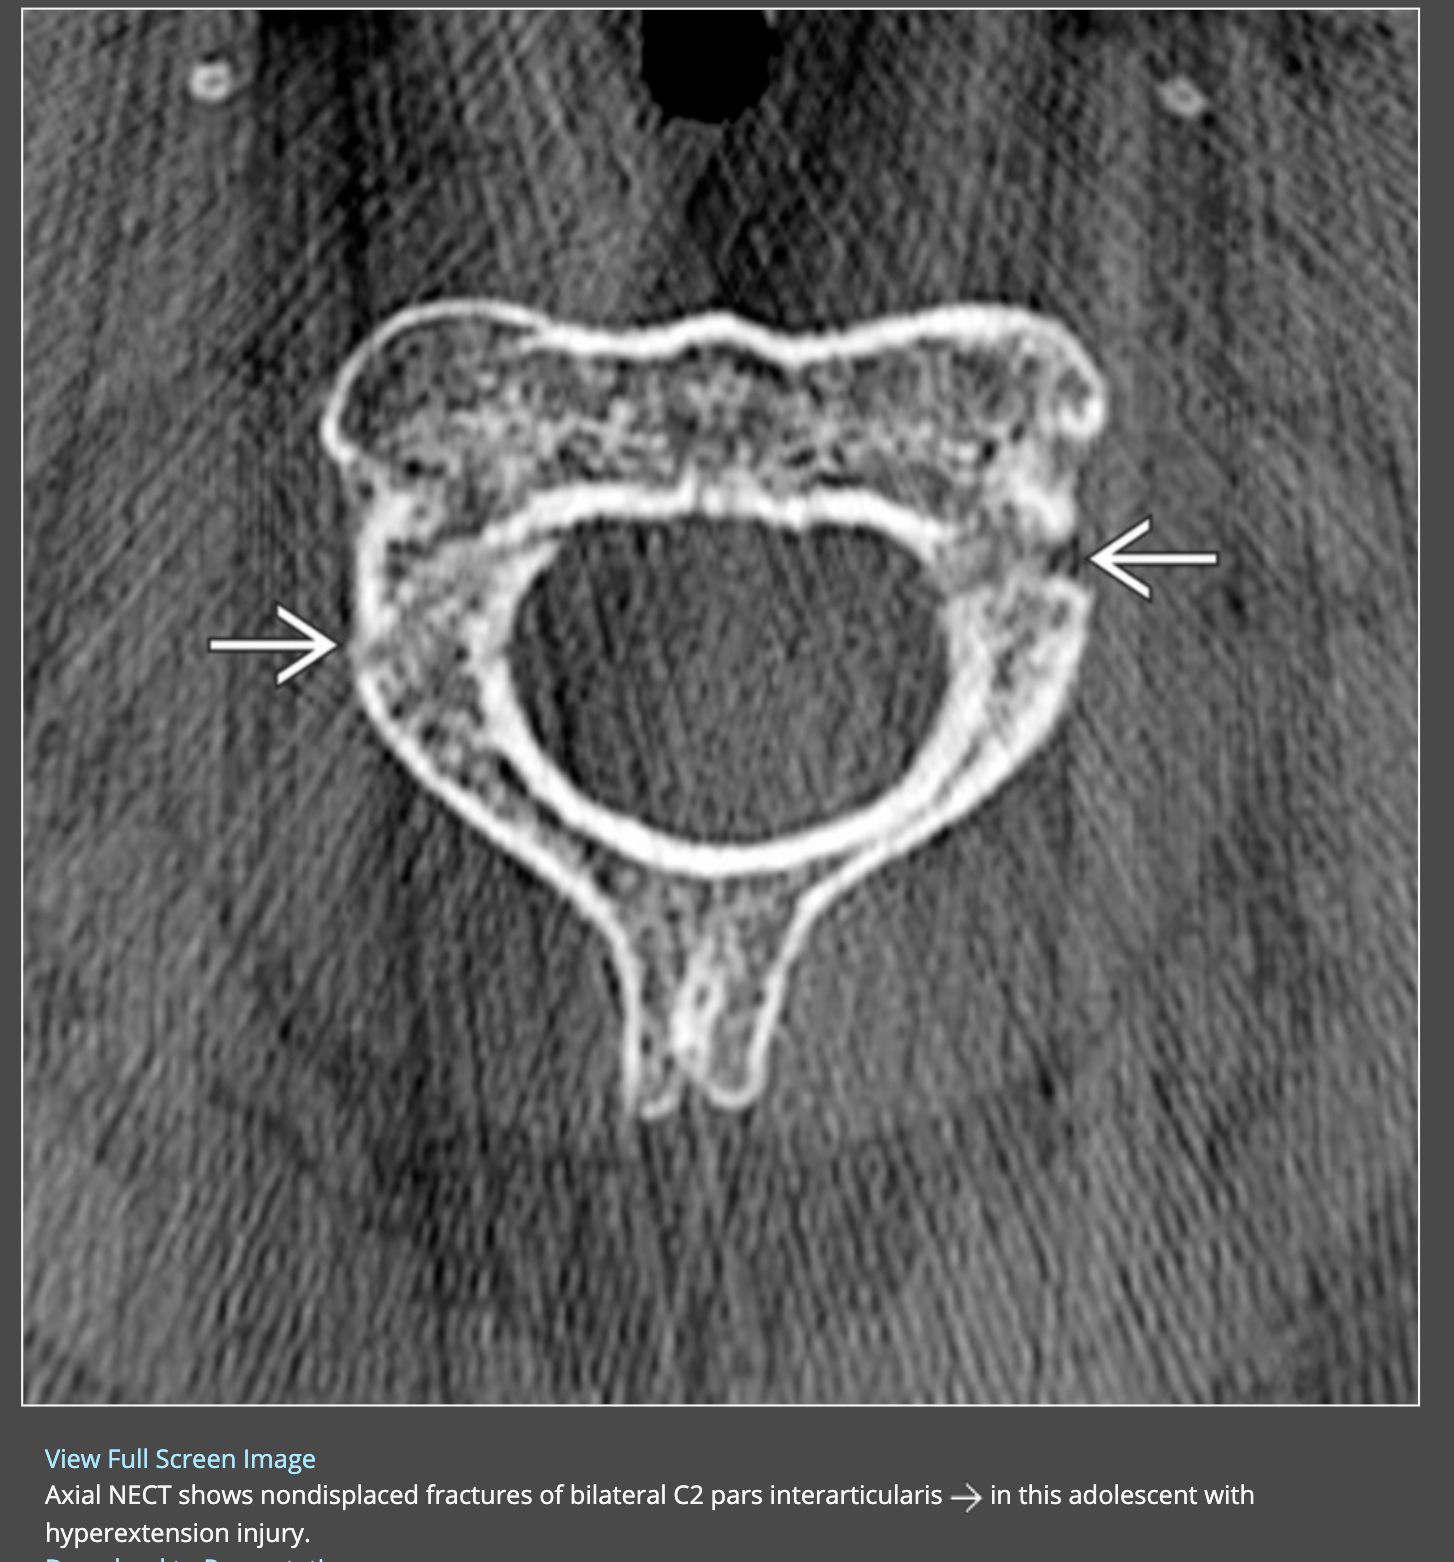 View Full Screen Image
Axial NECT shows nondisplaced fractures of bilateral C2 pars interarticularis → in this adolescent with
hyperextension injury.